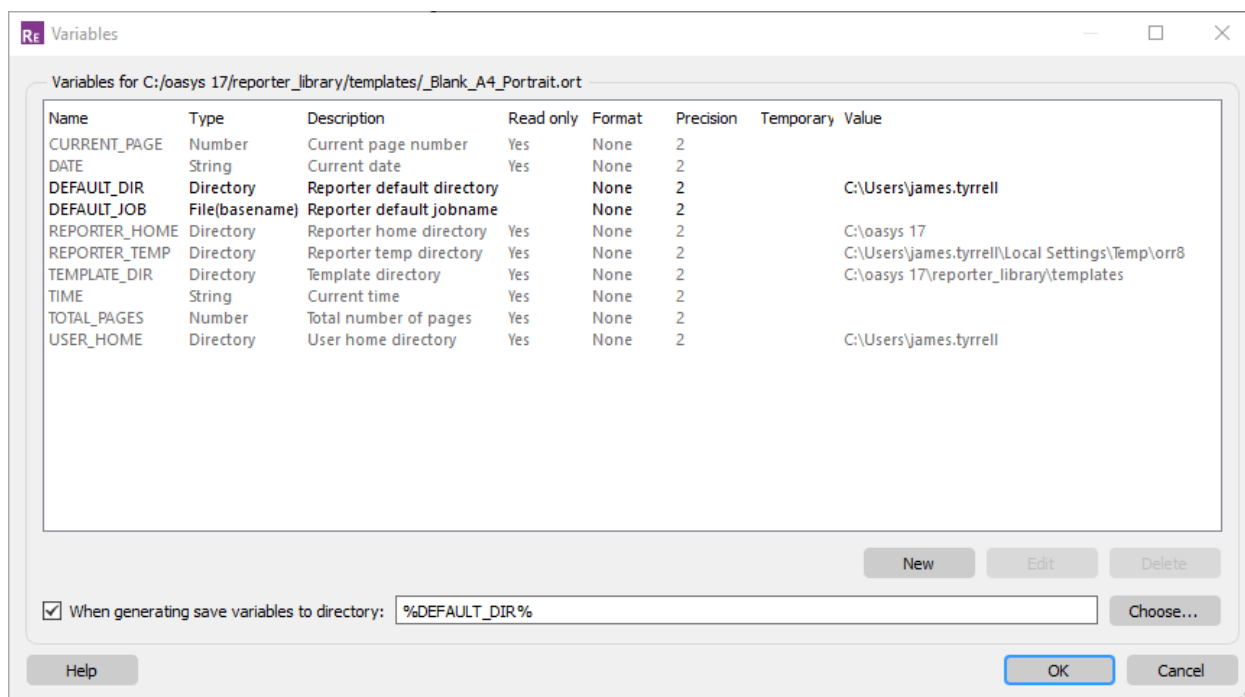 RE Variables
Variables for C:/oasys 17/reporter_library/templates/_Blank_A4_Portrait.ort
Name Type Description Read only Format Precision Temporary Value
CURRENT_PAGE Number Current page number Yes None 2
DATE String Current date Yes None 2
DEFAULT_DIR Directory Reporter default directory None 2 C:\Users\james.tyrrell
DEFAULT_JOB File(basename) Reporter default jobname None 2
REPORTER_HOME Directory Reporter home directory Yes None 2 C:\oasys 17
REPORTER_TEMP Directory Reporter temp directory Yes None 2 C:\Users\james.tyrrell\Local Settings\Temp\orr8
TEMPLATE_DIR Directory Template directory Yes None 2 C:\oasys 17\reporter_library\templates
TIME String Current time Yes None 2
TOTAL_PAGES Number Total number of pages Yes None 2
USER_HOME Directory User home directory Yes None 2 C:\Users\james.tyrrell
New Edit Delete
When generating save variables to directory: %DEFAULT_DIR% Choose...
Help OK Cancel